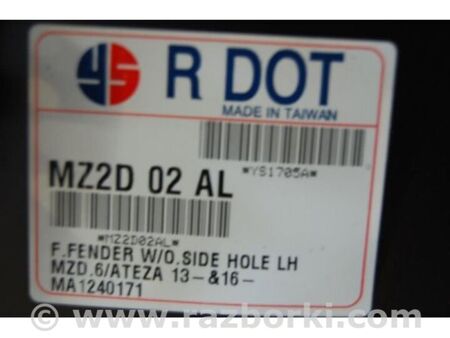 YS R DOT
MADE IN TAIWAN
*YS1705A*
MZ2D 02 AL
*MZ2D02AL*
F.FENDER W/O.SIDE HOLE LH
MZD.6/ATEZA 13-&16-
MA1240171
© www.razborki.com